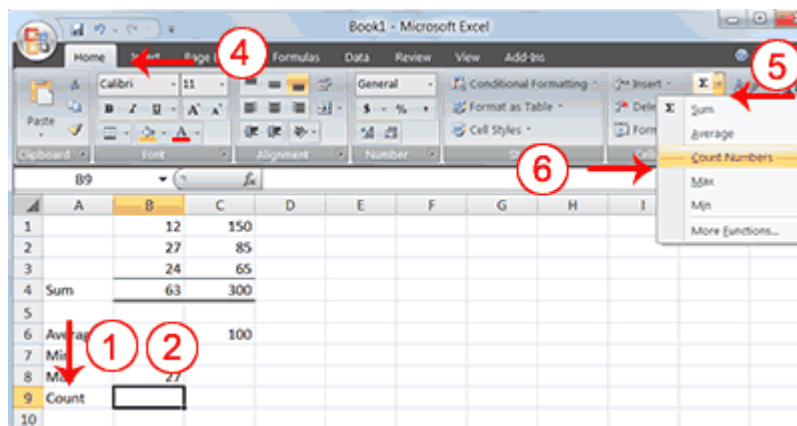 Book1 - Microsoft Excel
Home Insert Page Formulas Data Review View Add-Ins
4
5
Calibri 11 General Conditional Formatting Insert Σ
B I U A A $ % , Format as Table Dele Σ Sum
Paste A Cell Styles Form Average
Clipboard Font Alignment Number Count Numbers
6
Max
Min
More Functions...
B9 fx
A B C D E F G H I
1 12 150
2 27 85
3 24 65
4 Sum 63 300
5
6 100
1 2
7
8 27
9 Count
10